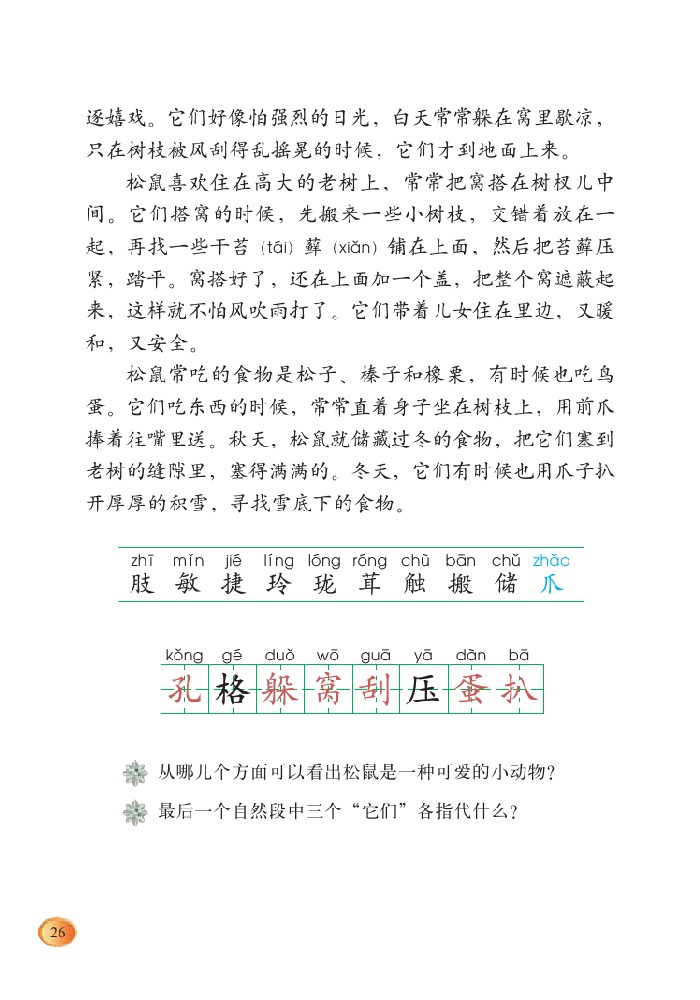 逐嬉戏。它们好像怕强烈的日光，白天常常躲在窝里歇凉，
只在树枝被风刮得乱摇晃的时候，它们才到地面上来。
松鼠喜欢住在高大的老树上，常常把窝搭在树杈儿中
间。它们搭窝的时候，先搬来一些小树枝，交错着放在一
起，再找一些干苔（tái）藓（xiǎn）铺在上面，然后把苔藓压
紧，踏平。窝搭好了，还在上面加一个盖，把整个窝遮蔽起
来，这样就不怕风吹雨打了。它们带着儿女住在里边，又暖
和，又安全。
松鼠常吃的食物是松子、榛子和橡栗，有时候也吃鸟
蛋。它们吃东西的时候，常常直着身子坐在树枝上，用前爪
捧着往嘴里送。秋天，松鼠就储藏过冬的食物，把它们塞到
老树的缝隙里，塞得满满的。冬天，它们有时候也用爪子扒
开厚厚的积雪，寻找雪底下的食物。
zhī mǐn jié líng lóng róng chù bān chǔ zhǎo
肢 敏 捷 玲 珑 茸 触 搬 储 爪
kǒng gé duǒ wō guā yā dàn bā
孔 格 躲 窝 刮 压 蛋 扒
从哪几个方面可以看出松鼠是一种可爱的小动物？
最后一个自然段中三个“它们”各指代什么？
26